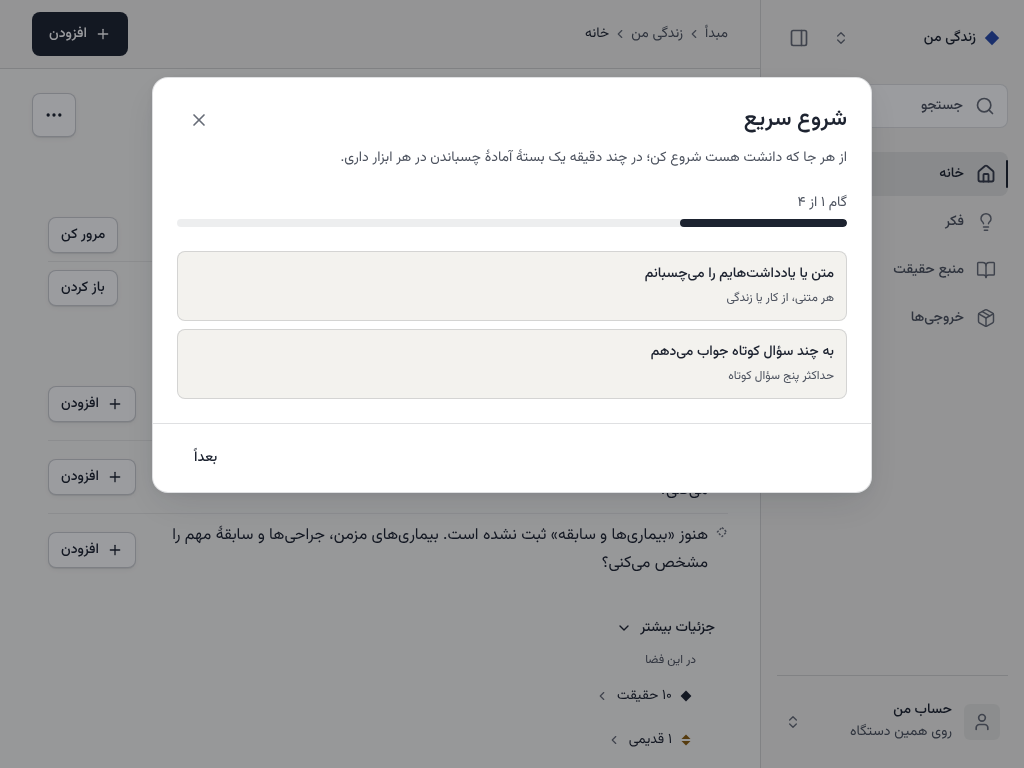 زندگی من
مبدأ
زندگی من
خانه
افزودن
جستجو
خانه
فکر
منبع حقیقت
خروجی‌ها
شروع سریع
از هر جا که دانشت هست شروع کن؛ در چند دقیقه یک بستهٔ آمادهٔ چسباندن در هر ابزار داری.
گام ۱ از ۴
متن یا یادداشت‌هایم را می‌چسبانم
هر متنی، از کار یا زندگی
به چند سؤال کوتاه جواب می‌دهم
حداکثر پنج سؤال کوتاه
بعداً
مرور کن
باز کردن
افزودن
افزودن
هنوز «بیماری‌ها و سابقه» ثبت نشده است. بیماری‌های مزمن، جراحی‌ها و سابقهٔ مهم را
مشخص می‌کنی؟
افزودن
جزئیات بیشتر
در این فضا
۱۰ حقیقت
۱ قدیمی
حساب من
روی همین دستگاه